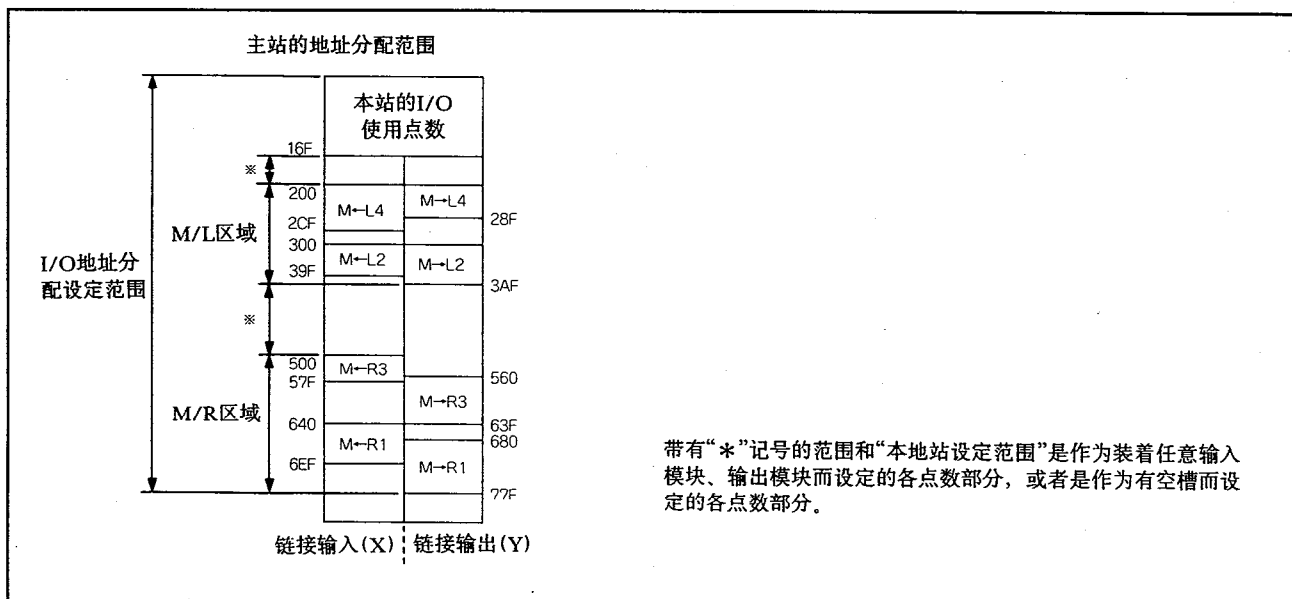 主站的地址分配范围
本站的I/O
使用点数
16F
※
200
M←L4
M→L4
28F
2CF
M/L区域
300
M←L2
M→L2
39F
I/O地址分
配设定范围
3AF
※
500
M←R3
560
57F
M→R3
M/R区域
640
63F
M←R1
680
6EF
M→R1
77F
链接输入(X)
链接输出(Y)
带有“*”记号的范围和“本地站设定范围”是作为装着任意输入
模块、输出模块而设定的各点数部分，或者是作为有空槽而设
定的各点数部分。